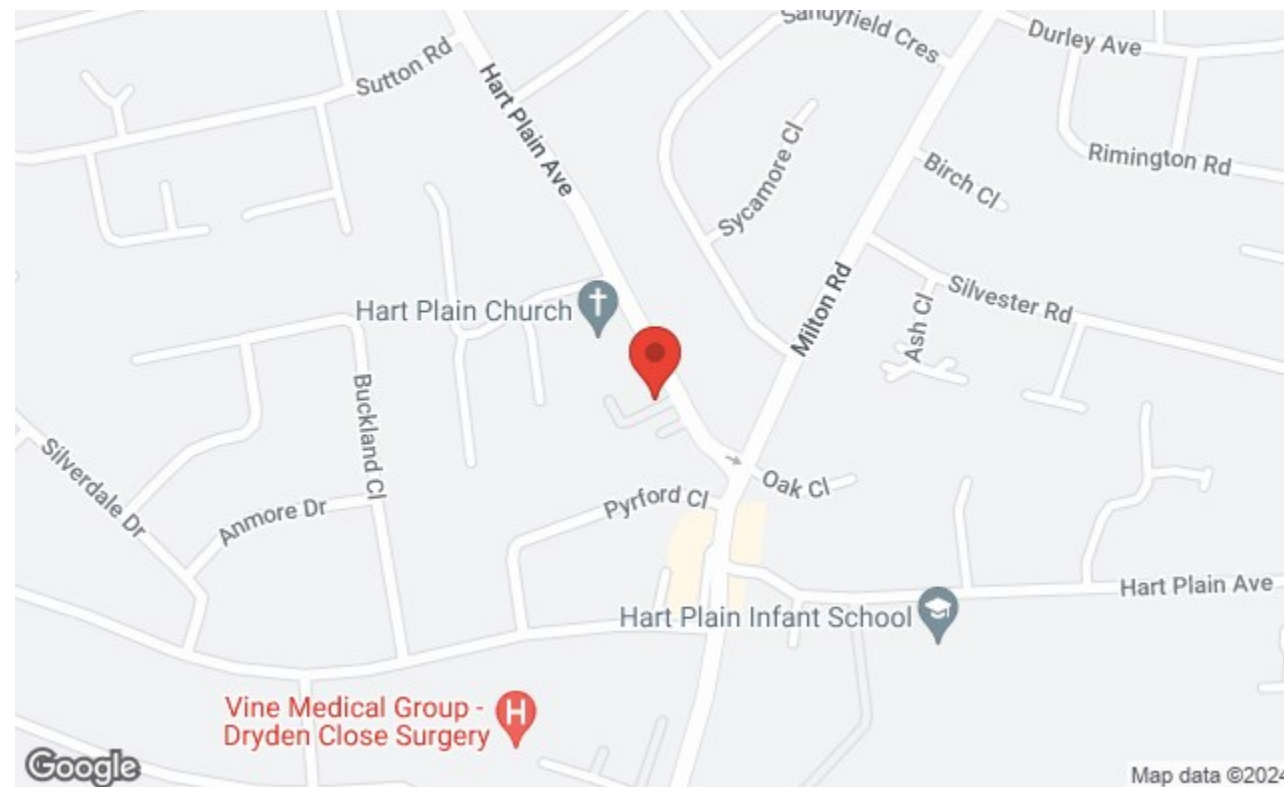 Sandyfield Cres
Durley Ave
Sutton Rd
Hart Plain Ave
Sycamore Cl
Birch Cl
Rimington Rd
Hart Plain Church
Milton Rd
Silvester Rd
Ash Cl
Buckland Cl
Silverdale Dr
Anmore Dr
Pyrford Cl
Oak Cl
Hart Plain Ave
Hart Plain Infant School
H
Vine Medical Group -
Dryden Close Surgery
Google
Map data ©2024